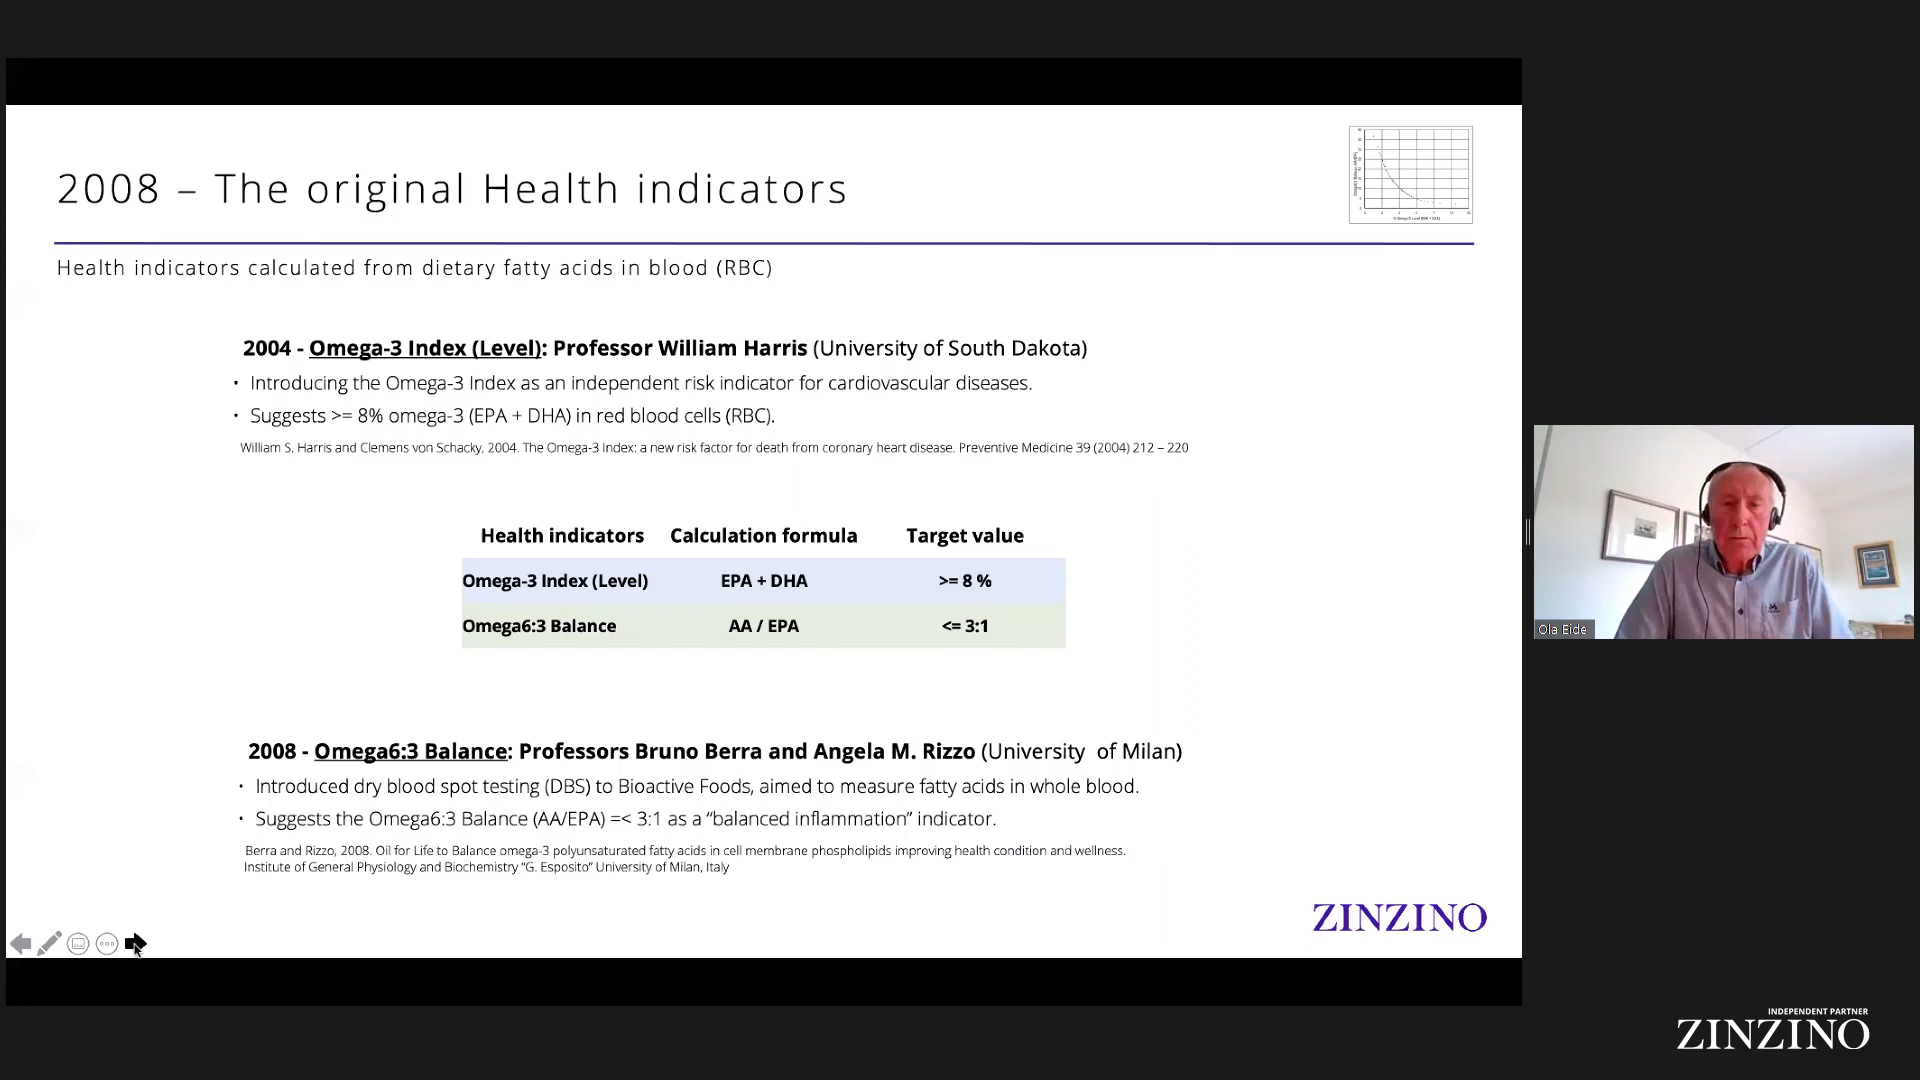 2008 – The original Health indicators
Health indicators calculated from dietary fatty acids in blood (RBC)
2004 - Omega-3 Index (Level): Professor William Harris (University of South Dakota)
• Introducing the Omega-3 Index as an independent risk indicator for cardiovascular diseases.
• Suggests >= 8% omega-3 (EPA + DHA) in red blood cells (RBC).
William S. Harris and Clemens von Schacky, 2004. The Omega-3 Index: a new risk factor for death from coronary heart disease. Preventive Medicine 39 (2004) 212 – 220
Health indicators Calculation formula Target value
Omega-3 Index (Level) EPA + DHA >= 8 %
Omega6:3 Balance AA / EPA <= 3:1
2008 - Omega6:3 Balance: Professors Bruno Berra and Angela M. Rizzo (University of Milan)
• Introduced dry blood spot testing (DBS) to Bioactive Foods, aimed to measure fatty acids in whole blood.
• Suggests the Omega6:3 Balance (AA/EPA) =< 3:1 as a “balanced inflammation” indicator.
Berra and Rizzo, 2008. Oil for Life to Balance omega-3 polyunsaturated fatty acids in cell membrane phospholipids improving health condition and wellness.
Institute of General Physiology and Biochemistry “G. Esposito” University of Milan, Italy
ZINZINO
Ola Eide
INDEPENDENT PARTNER
ZINZINO